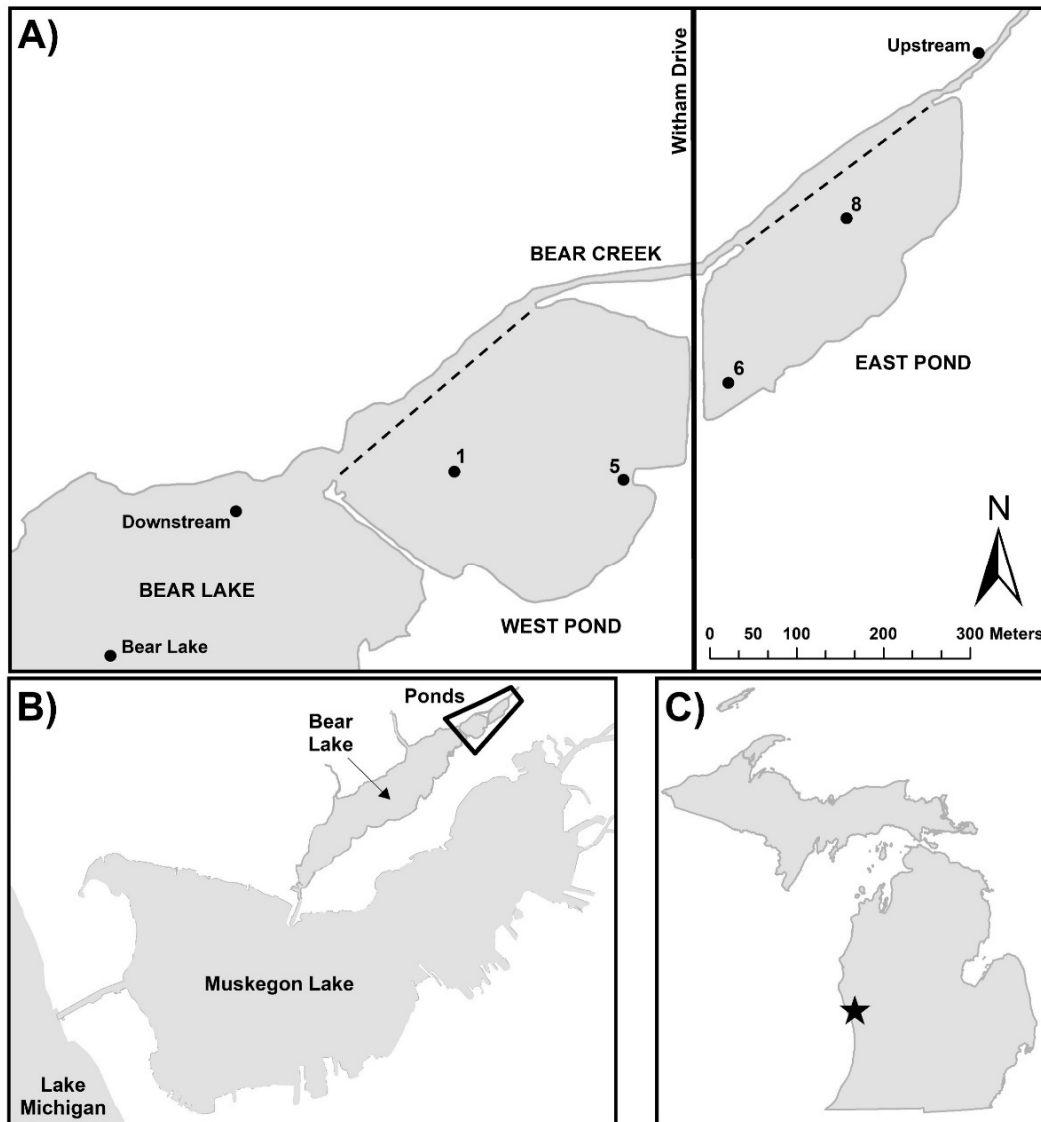 A)
Upstream
Witham Drive
8
BEAR CREEK
6
EAST POND
1
5
Downstream
N
BEAR LAKE
WEST POND
0 50 100 200 300 Meters
Bear Lake
B)
Ponds
Bear
Lake
Muskegon Lake
Lake
Michigan
C)